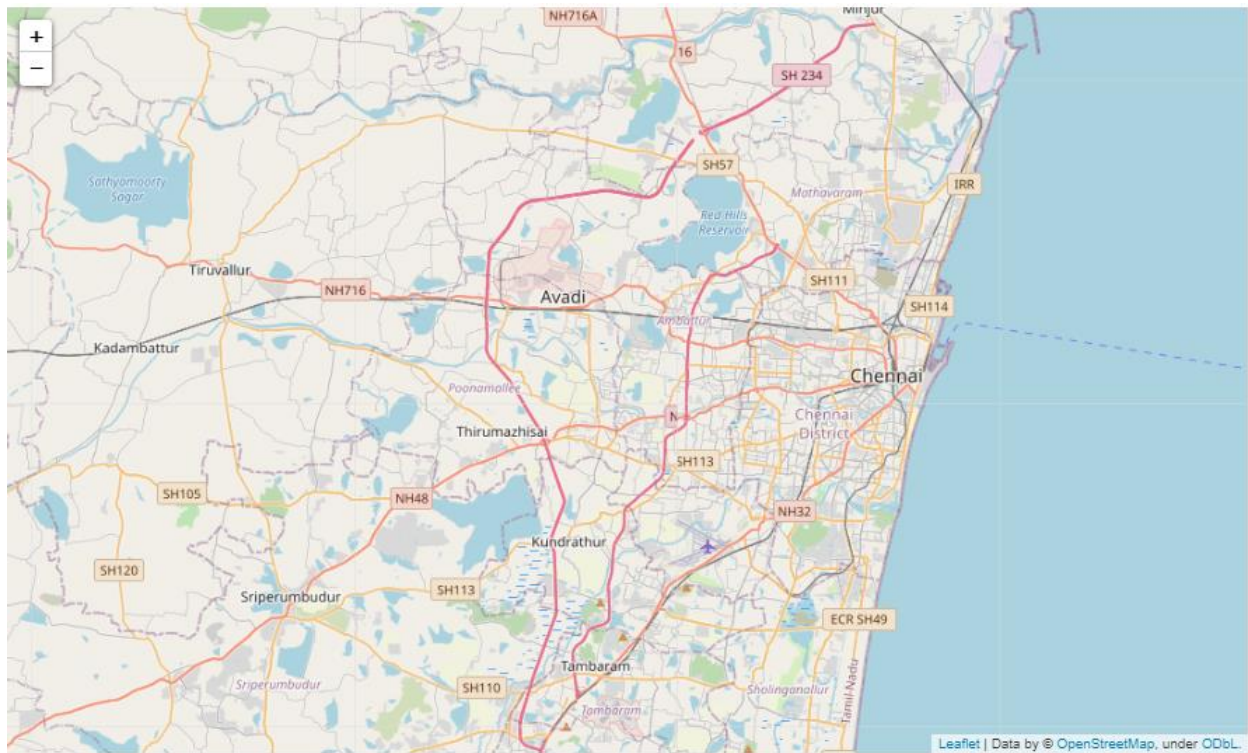 +
−
NH716A
Minjur
16
SH 234
SH57
IRR
Sathyamoorty
Sagar
Mathavaram
Red Hills
Reservoir
Tiruvallur
NH716
Avadi
SH111
SH114
Ambattur
Kadambattur
Chennai
Poonamallee
Chennai
District
Thirumazhisai
N
SH113
SH105
NH48
NH32
Kundrathur
SH120
SH113
Sriperumbudur
ECR SH49
Tambaram
Sriperumbudur
SH110
Sholinganallur
Tambaram
Tamil Nadu
Leaflet | Data by © OpenStreetMap, under ODbL.